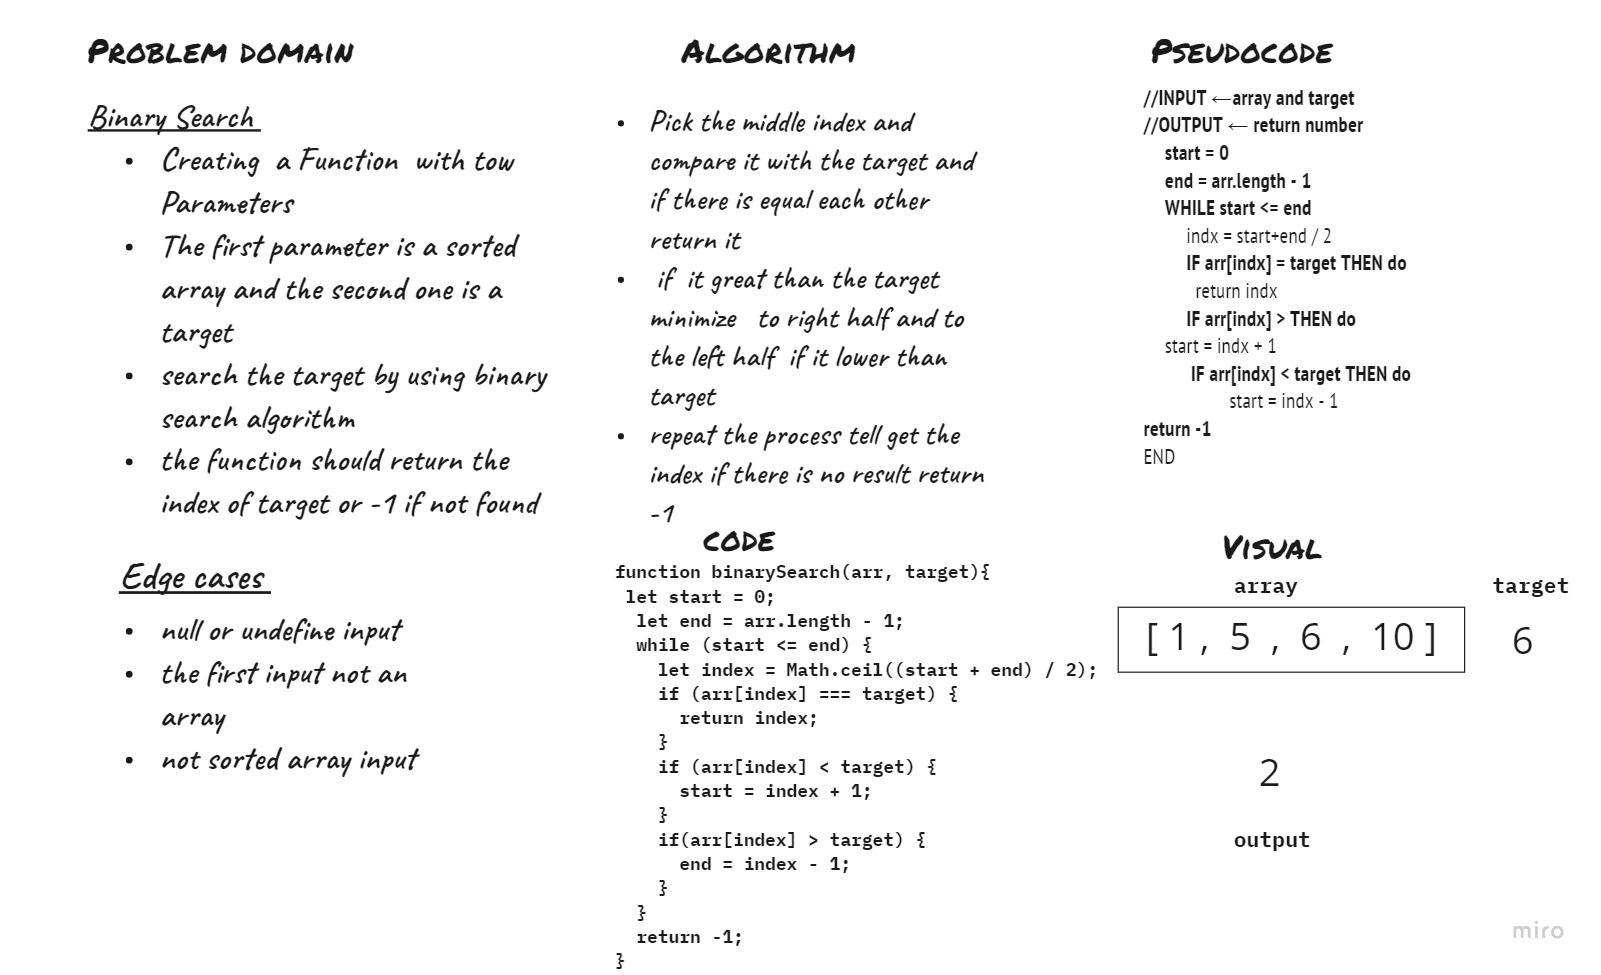 Problem domain
Binary Search
• Creating a Function with tow
Parameters
• The first parameter is a sorted
array and the second one is a
target
• search the target by using binary
search algorithm
• the function should return the
index of target or -1 if not found
Edge cases
• null or undefine input
• the first input not an
array
• not sorted array input
Algorithm
• Pick the middle index and
compare it with the target and
if there is equal each other
return it
• if it great than the target
minimize to right half and to
the left half if it lower than
target
• repeat the process tell get the
index if there is no result return
-1
code
function binarySearch(arr, target){
let start = 0;
let end = arr.length - 1;
while (start <= end) {
let index = Math.ceil((start + end) / 2);
if (arr[index] === target) {
return index;
}
if (arr[index] < target) {
start = index + 1;
}
if(arr[index] > target) {
end = index - 1;
}
}
return -1;
}
Pseudocode
//INPUT ←array and target
//OUTPUT ← return number
start = 0
end = arr.length - 1
WHILE start <= end
indx = start+end / 2
IF arr[indx] = target THEN do
return indx
IF arr[indx] > THEN do
start = indx + 1
IF arr[indx] < target THEN do
start = indx - 1
return -1
END
Visual
array target
[ 1 , 5 , 6 , 10 ] 6
2
output
miro